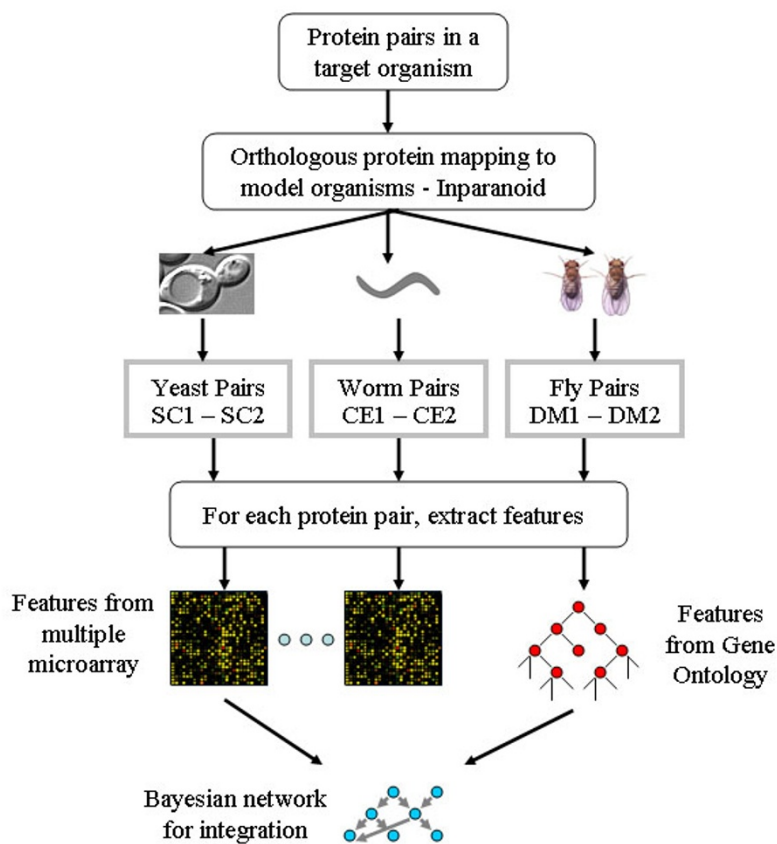 Protein pairs in a
target organism
Orthologous protein mapping to
model organisms - Inparanoid
Yeast Pairs
SC1 – SC2
Worm Pairs
CE1 – CE2
Fly Pairs
DM1 – DM2
For each protein pair, extract features
Features from
multiple
microarray
Features
from Gene
Ontology
Bayesian network
for integration